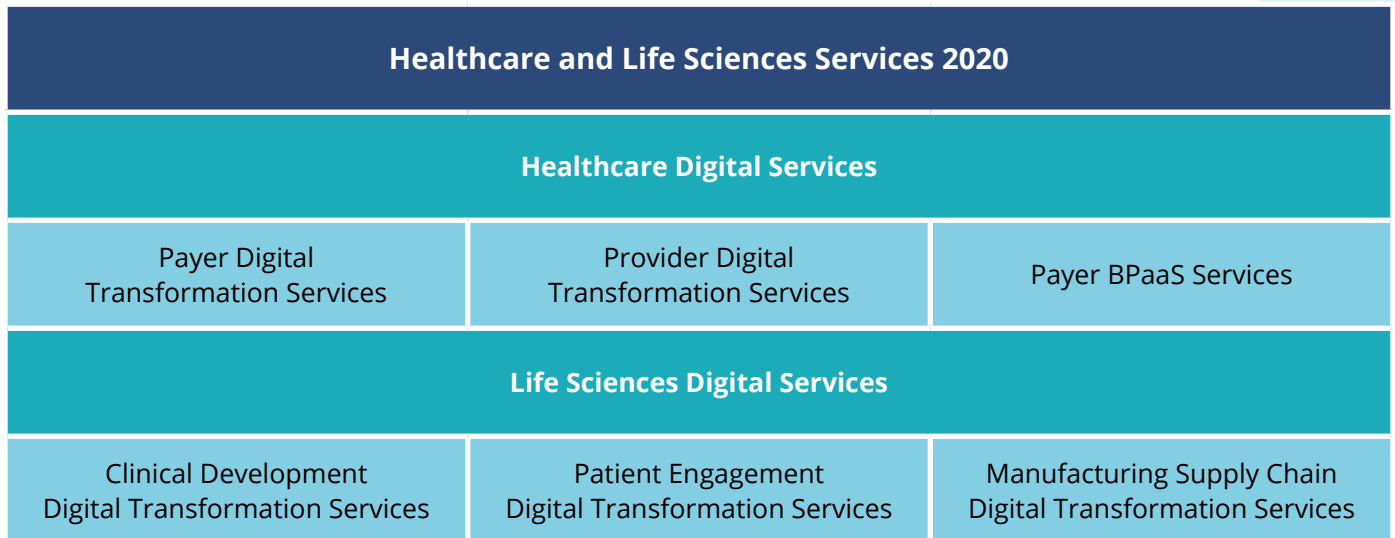 Healthcare and Life Sciences Services 2020
Healthcare Digital Services
Payer Digital
Transformation Services
Provider Digital
Transformation Services
Payer BPaaS Services
Life Sciences Digital Services
Clinical Development
Digital Transformation Services
Patient Engagement
Digital Transformation Services
Manufacturing Supply Chain
Digital Transformation Services